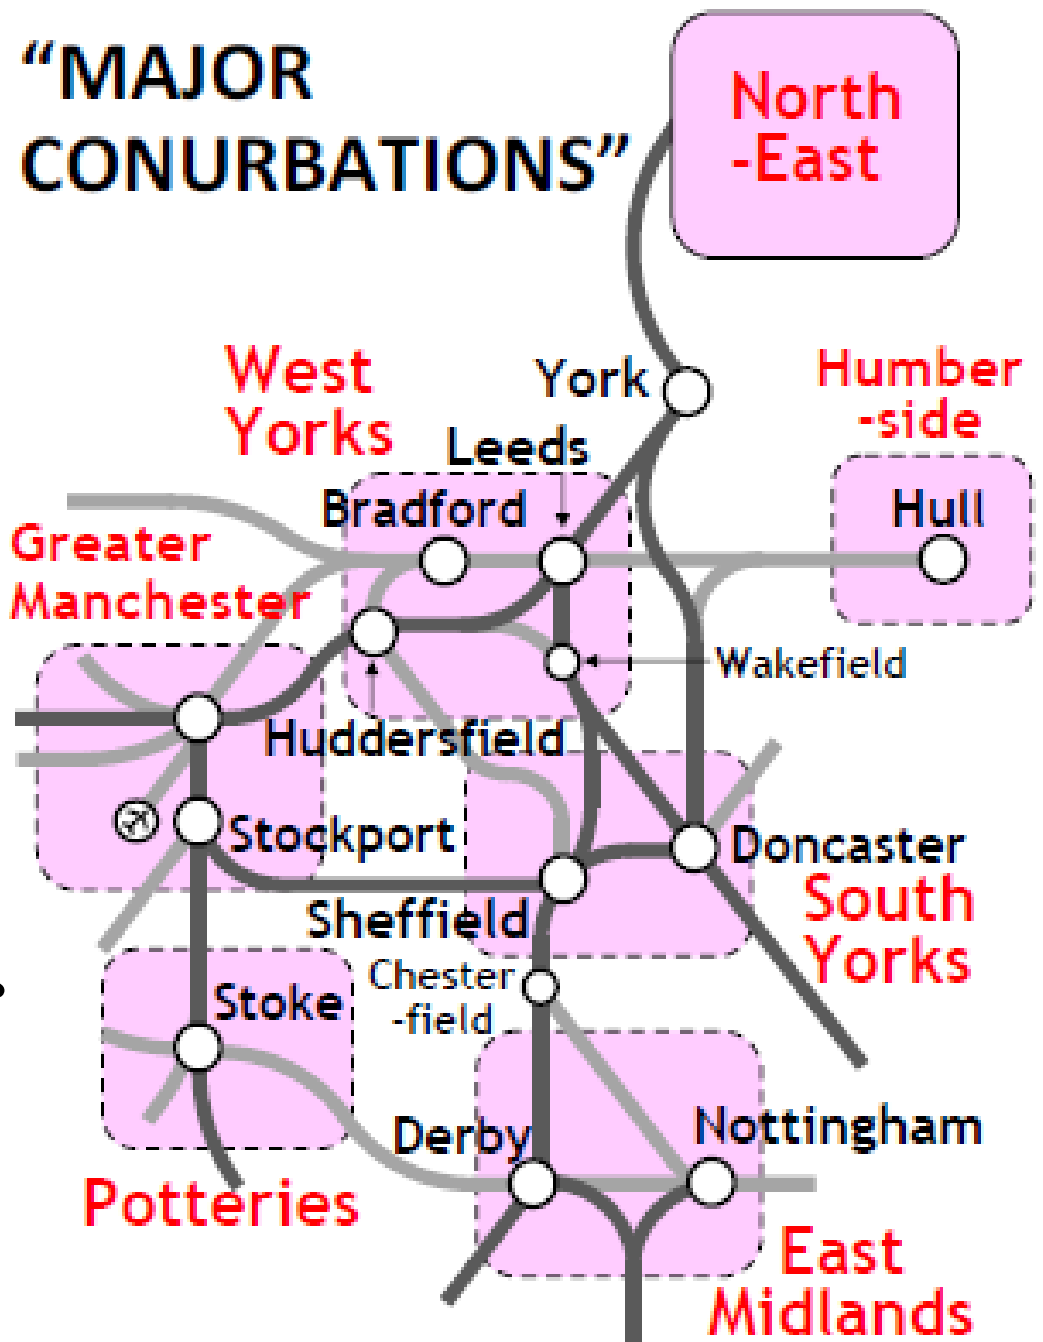 “MAJOR
CONURBATIONS”
North
-East
West
Yorks
York
Humber
-side
Leeds
Bradford
Hull
Greater
Manchester
Wakefield
Huddersfield
Stockport
Doncaster
South
Yorks
Sheffield
Chester
-field
Stoke
Derby
Nottingham
Potteries
East
Midlands